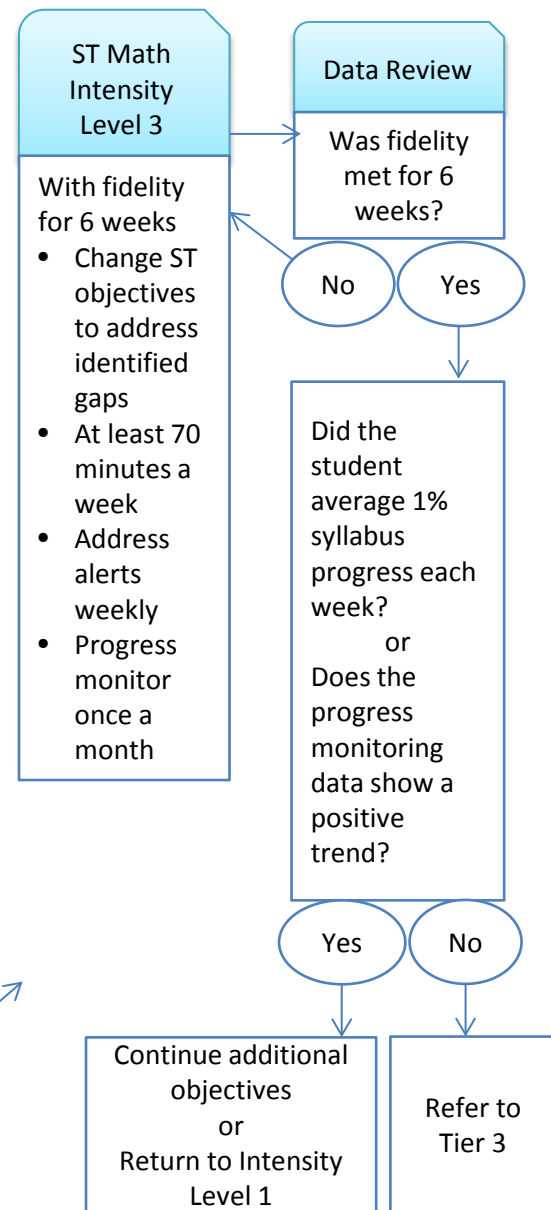 ST Math
Intensity
Level 3
With fidelity
for 6 weeks
• Change ST
objectives
to address
identified
gaps
• At least 70
minutes a
week
• Address
alerts
weekly
• Progress
monitor
once a
month
Data Review
Was fidelity
met for 6
weeks?
No
Yes
Did the
student
average 1%
syllabus
progress each
week?
or
Does the
progress
monitoring
data show a
positive
trend?
Yes
No
Continue additional
objectives
or
Return to Intensity
Level 1
Refer to
Tier 3